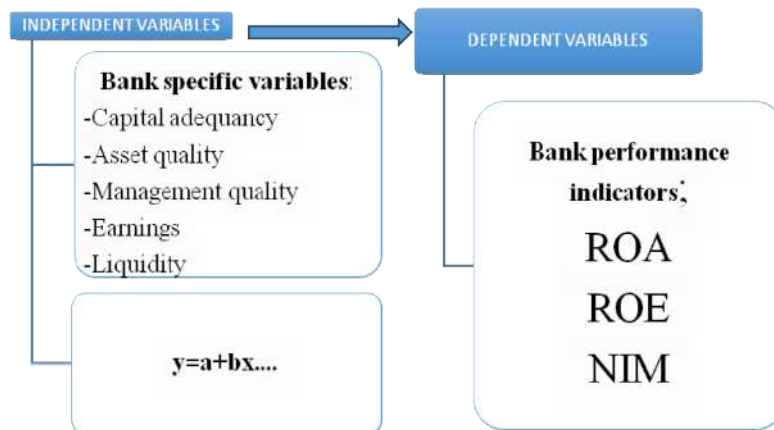 INDEPENDENT VARIABLES
Bank specific variables:
-Capital adequancy
-Asset quality
-Management quality
-Earnings
-Liquidity
y=a+bx....
DEPENDENT VARIABLES
Bank performance
indicators;
ROA
ROE
NIM